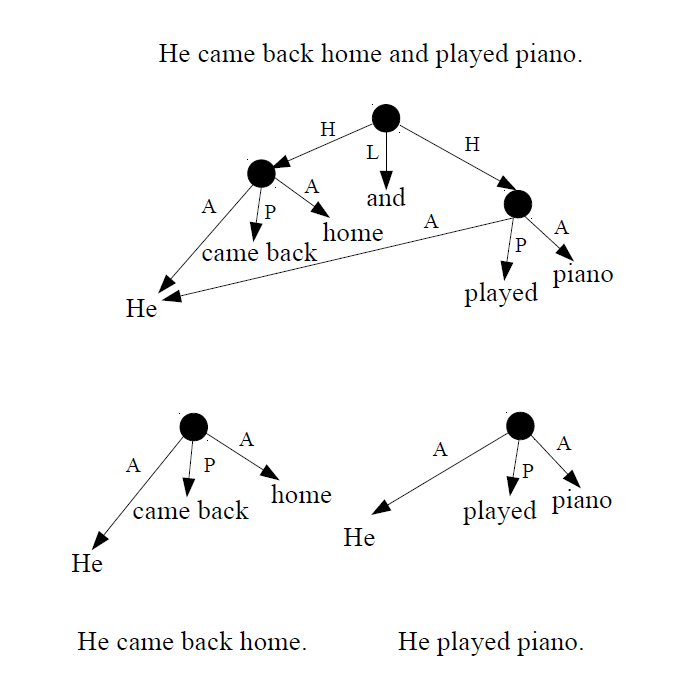 He came back home and played piano.
H
L
H
A
P
A
and
A
P
A
home
came back
piano
played
He
A
P
A
A
P
A
home
came back
piano
played
He
He
He came back home.
He played piano.